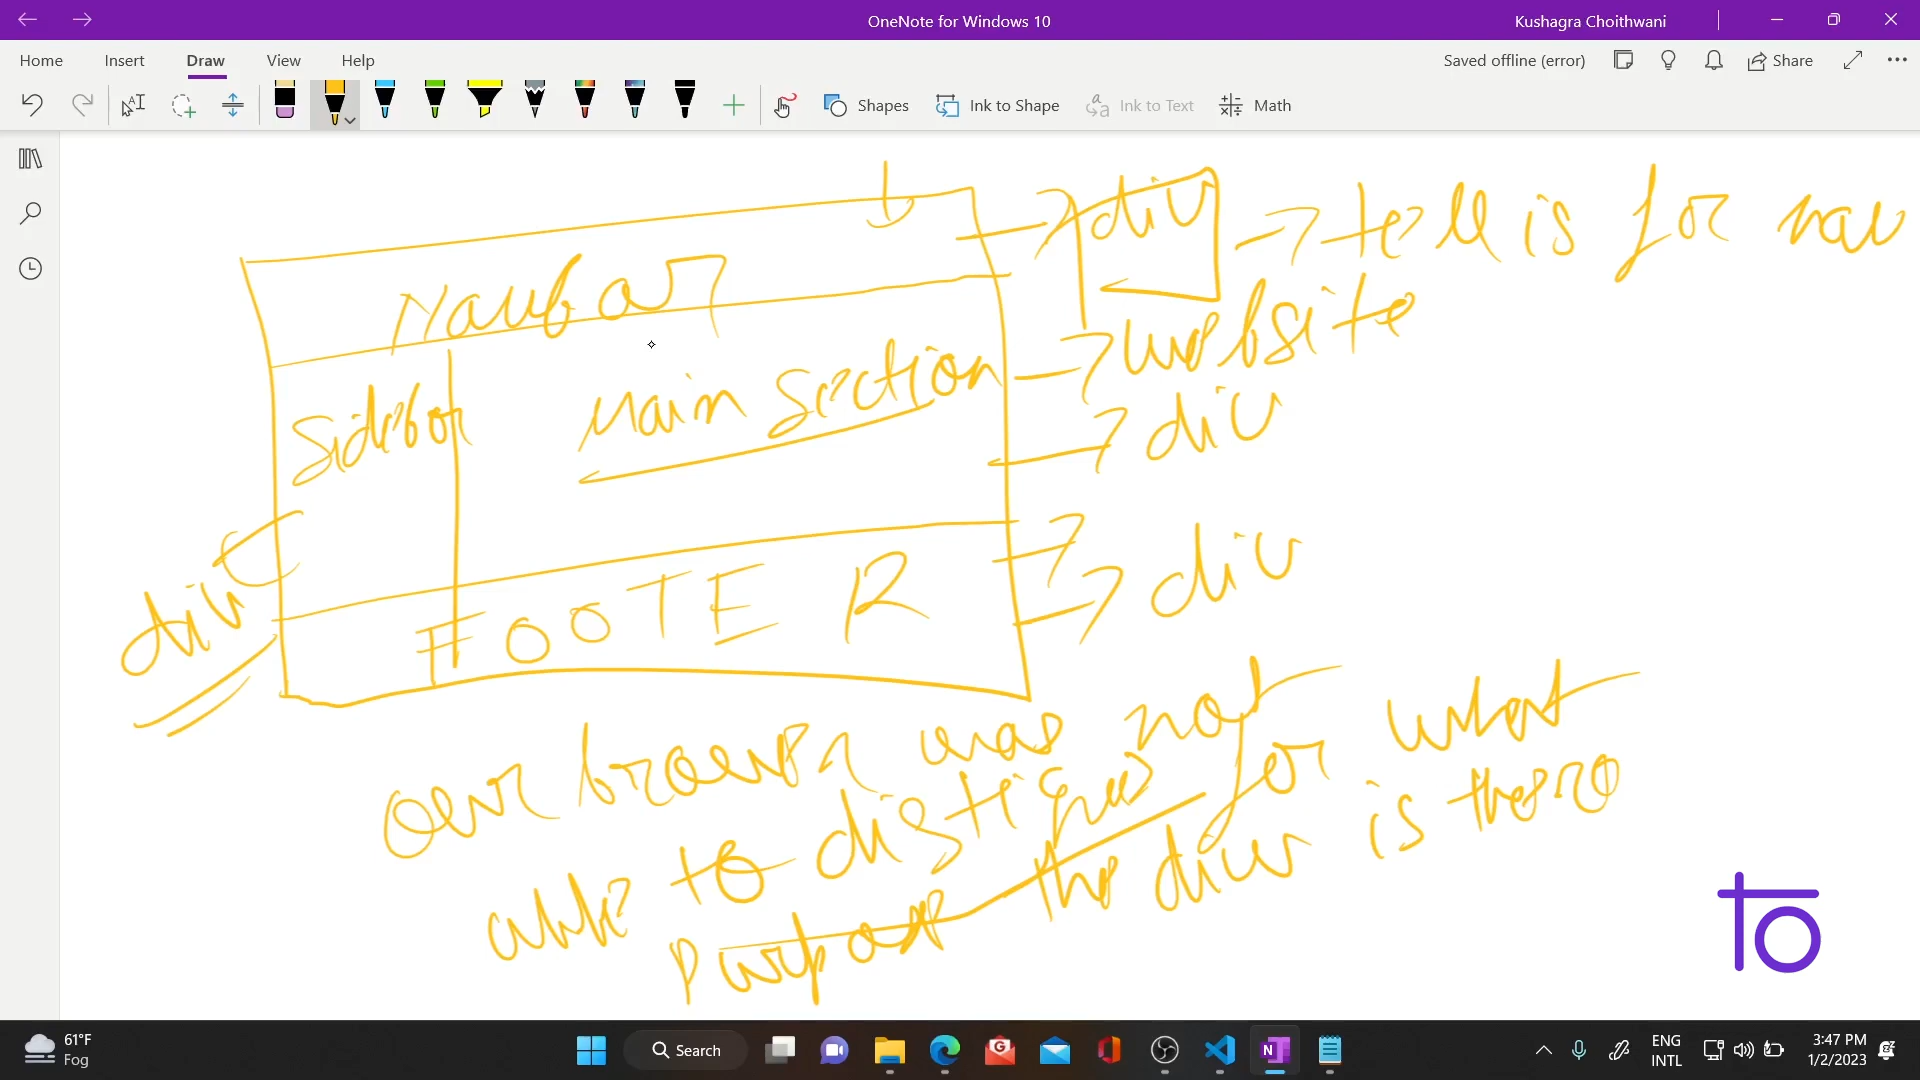 OneNote for Windows 10
Kushagra Choithwani
Home Insert Draw View Help
Saved offline (error) Share
Shapes Ink to Shape Ink to Text Math
Navbar
div tell is for nav
website
Sidebar
main section
div
div
FOOTER
div
our browser was not for what
able to the div is there
purpose
to
61°F
Fog
Search
ENG
INTL
3:47 PM
1/2/2023